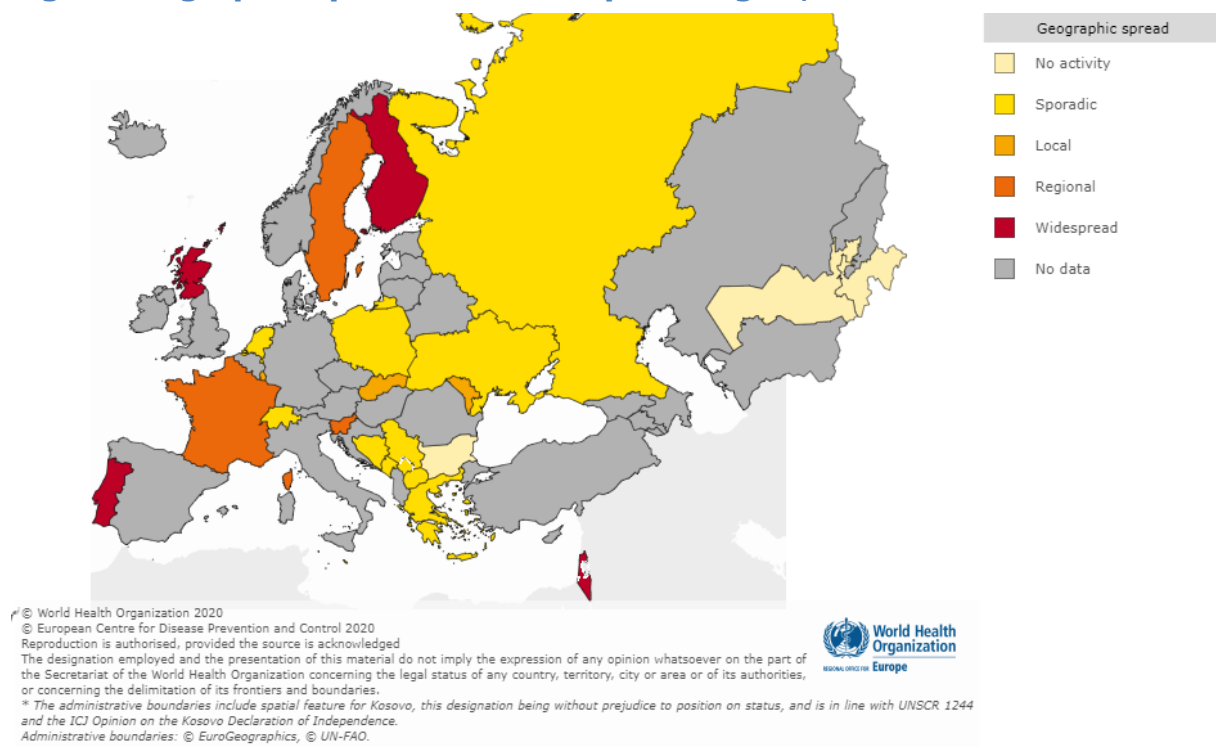 Geographic spread
No activity
Sporadic
Local
Regional
Widespread
No data
© World Health Organization 2020
© European Centre for Disease Prevention and Control 2020
Reproduction is authorised, provided the source is acknowledged
The designation employed and the presentation of this material do not imply the expression of any opinion whatsoever on the part of
the Secretariat of the World Health Organization concerning the legal status of any country, territory, city or area or of its authorities,
or concerning the delimitation of its frontiers and boundaries.
* The administrative boundaries include spatial feature for Kosovo, this designation being without prejudice to position on status, and is in line with UNSCR 1244
and the ICJ Opinion on the Kosovo Declaration of Independence.
Administrative boundaries: © EuroGeographics, © UN-FAO.
World Health
Organization
REGIONAL OFFICE FOR Europe